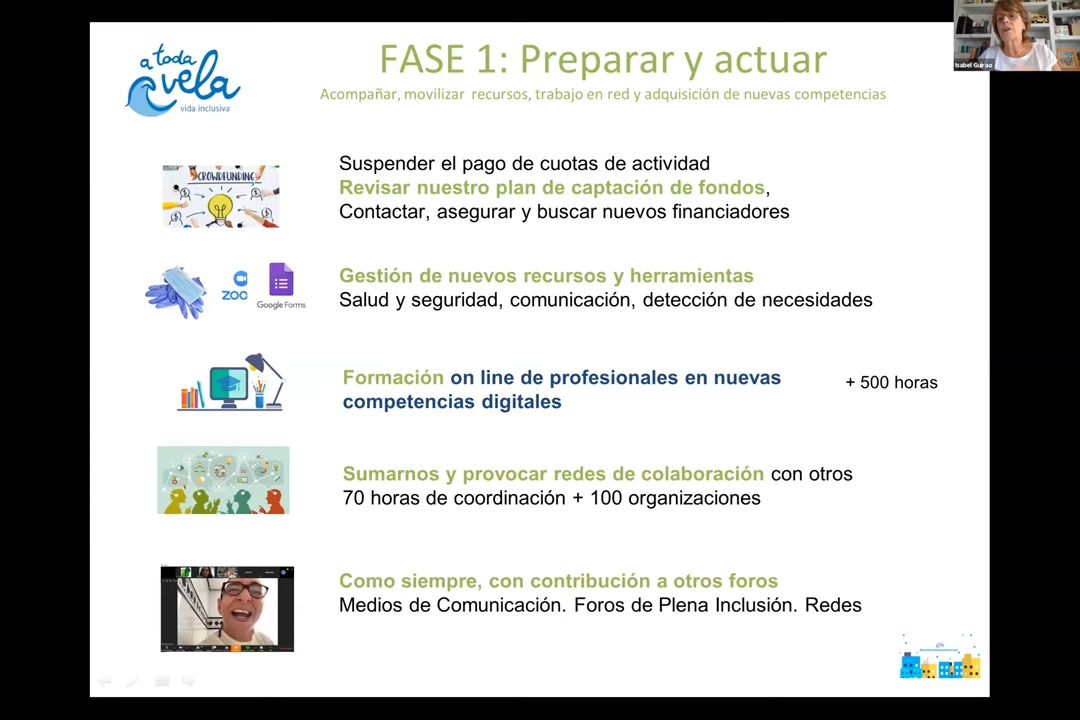 a toda
vela
vida inclusiva
FASE 1: Preparar y actuar
Acompañar, movilizar recursos, trabajo en red y adquisición de nuevas competencias
Isabel Guirao
CROWDFUNDING
Suspender el pago de cuotas de actividad
Revisar nuestro plan de captación de fondos,
Contactar, asegurar y buscar nuevos financiadores
ZOO
Google Forms
Gestión de nuevos recursos y herramientas
Salud y seguridad, comunicación, detección de necesidades
Formación on line de profesionales en nuevas
competencias digitales
+ 500 horas
Sumarnos y provocar redes de colaboración con otros
70 horas de coordinación + 100 organizaciones
Como siempre, con contribución a otros foros
Medios de Comunicación. Foros de Plena Inclusión. Redes